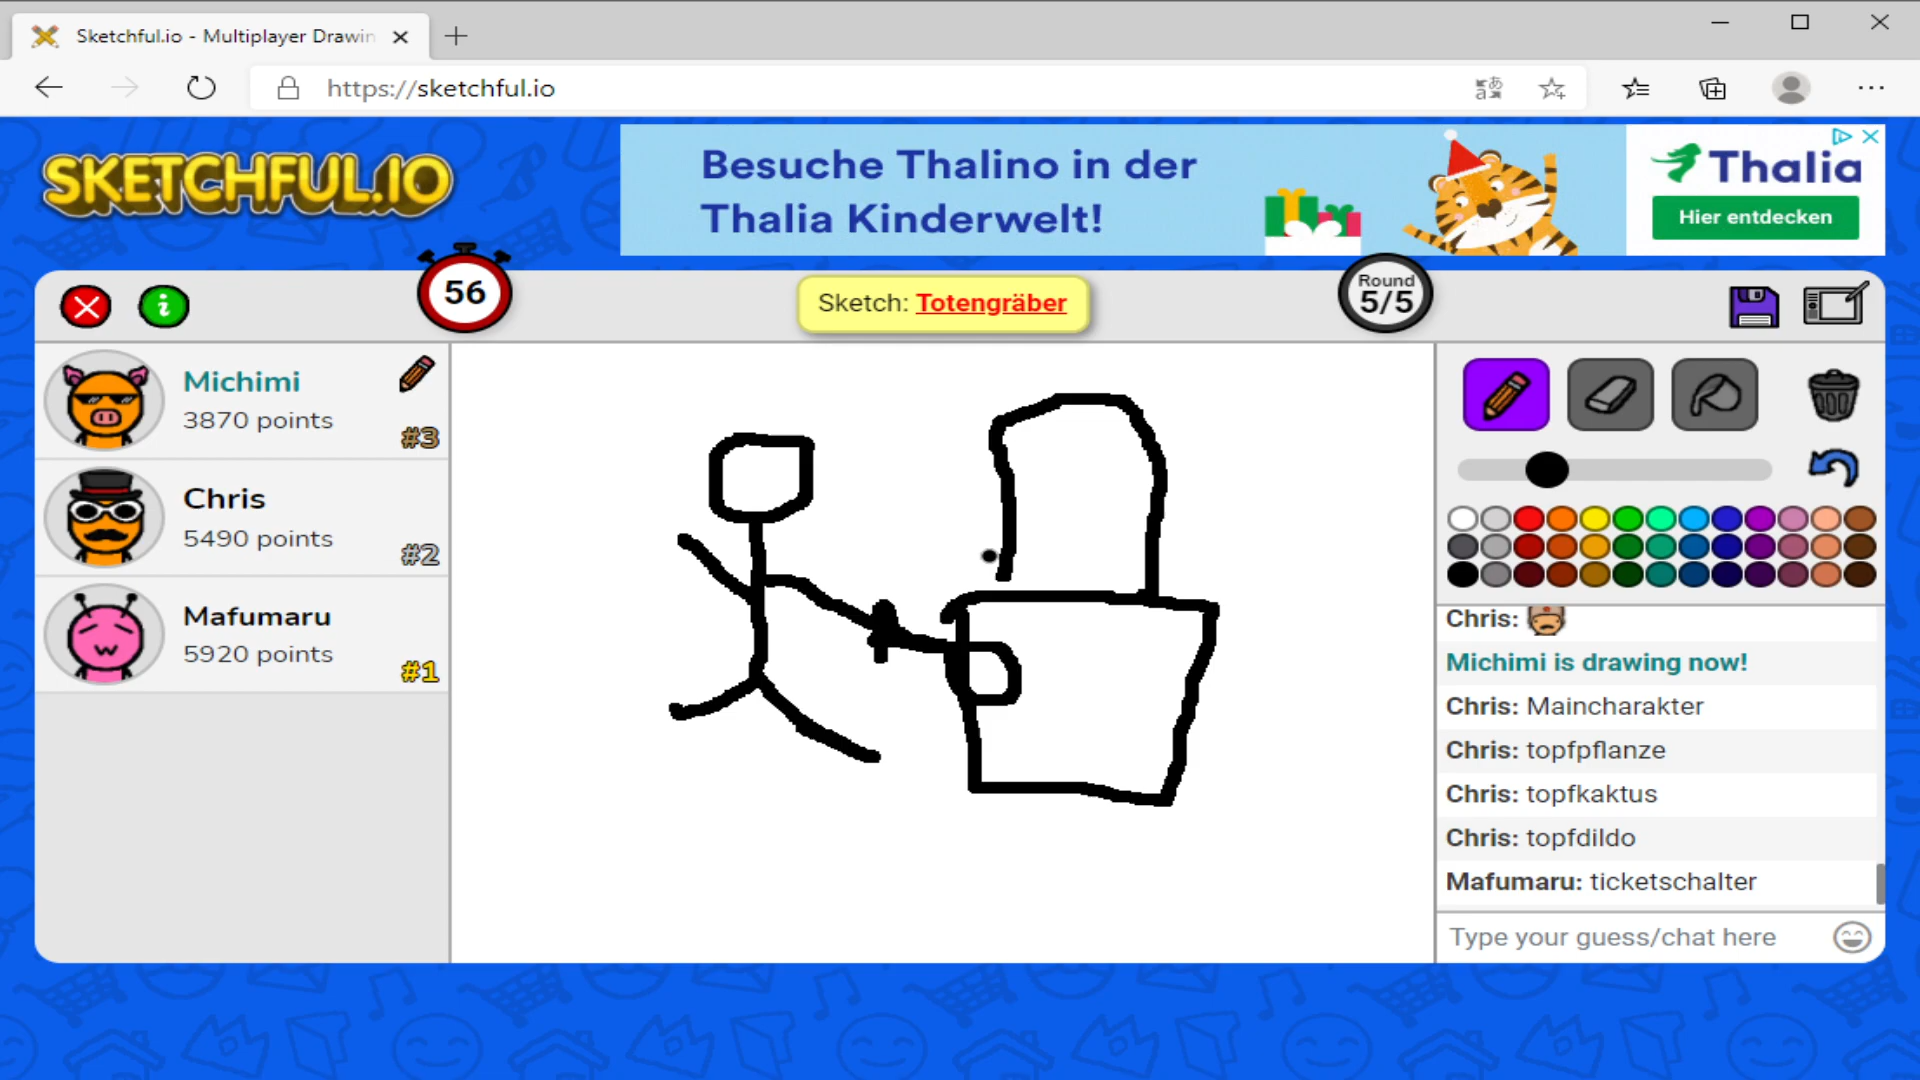 Sketchful.io - Multiplayer Drawin
https://sketchful.io
SKETCHFUL.IO
Besuche Thalino in der
Thalia Kinderwelt!
Thalia
Hier entdecken
56
Sketch: Totengräber
Round
5/5
Michimi
3870 points
#3
Chris
5490 points
#2
Mafumaru
5920 points
#1
Chris:
Michimi is drawing now!
Chris: Maincharakter
Chris: topfpflanze
Chris: topfkaktus
Chris: topfdildo
Mafumaru: ticketschalter
Type your guess/chat here